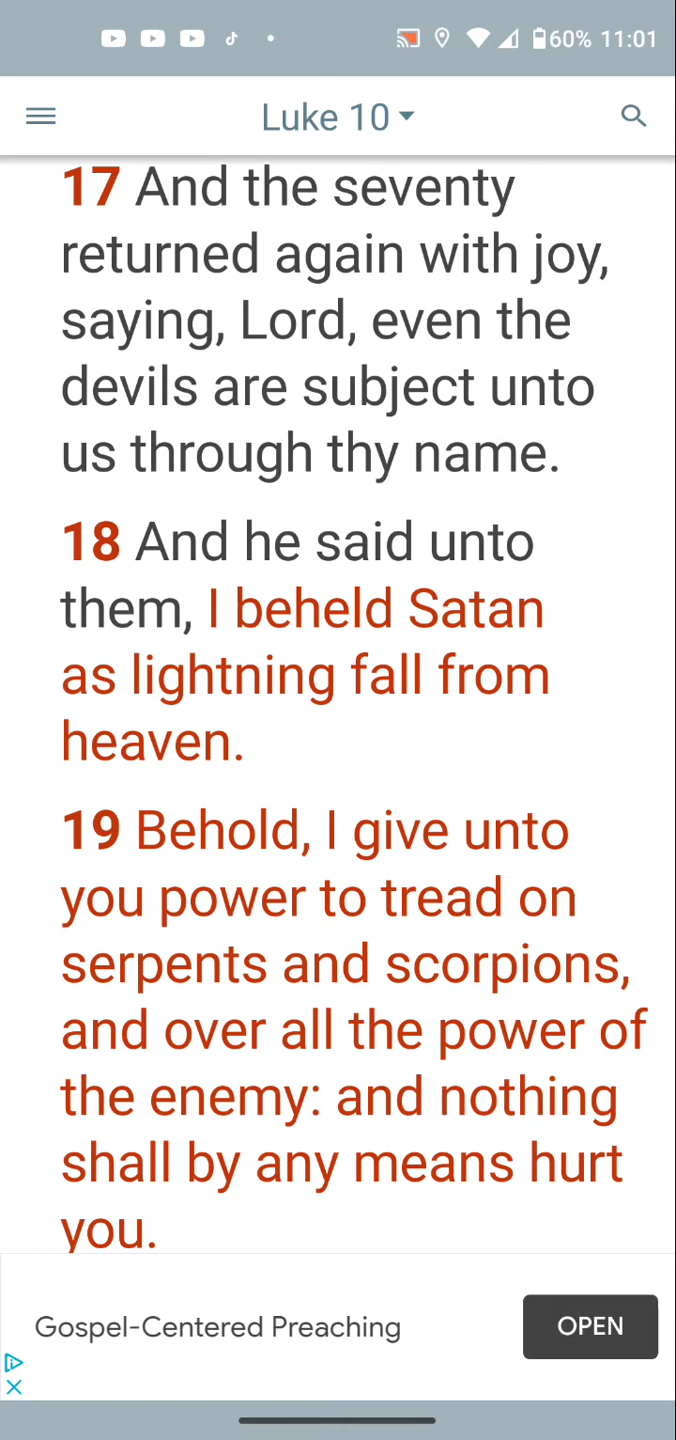 60% 11:01
Luke 10
17 And the seventy
returned again with joy,
saying, Lord, even the
devils are subject unto
us through thy name.
18 And he said unto
them, I beheld Satan
as lightning fall from
heaven.
19 Behold, I give unto
you power to tread on
serpents and scorpions,
and over all the power of
the enemy: and nothing
shall by any means hurt
you.
Gospel-Centered Preaching
OPEN